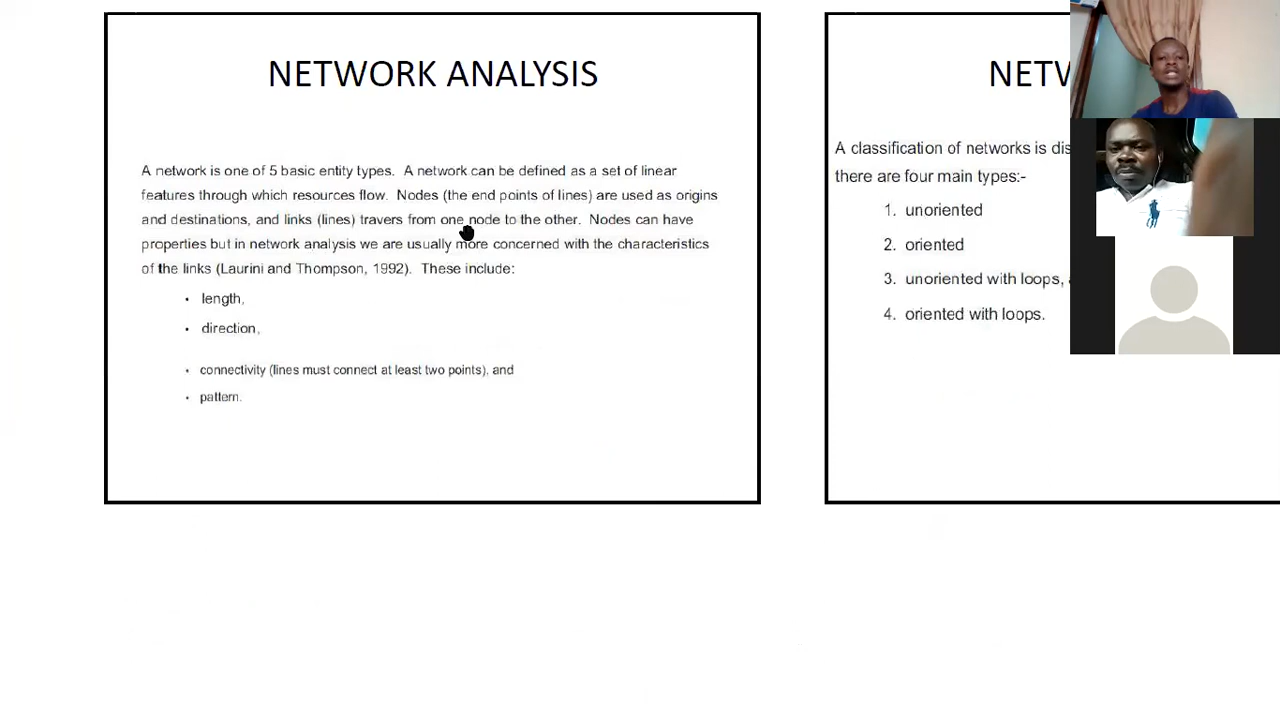 NETWORK ANALYSIS
A network is one of 5 basic entity types. A network can be defined as a set of linear
features through which resources flow. Nodes (the end points of lines) are used as origins
and destinations, and links (lines) travers from one node to the other. Nodes can have
properties but in network analysis we are usually more concerned with the characteristics
of the links (Laurini and Thompson, 1992). These include:
• length,
• direction,
• connectivity (lines must connect at least two points), and
• pattern.
A classification of networks is
there are four main types:-
1. unoriented
2. oriented
3. unoriented with loops,
4. oriented with loops.